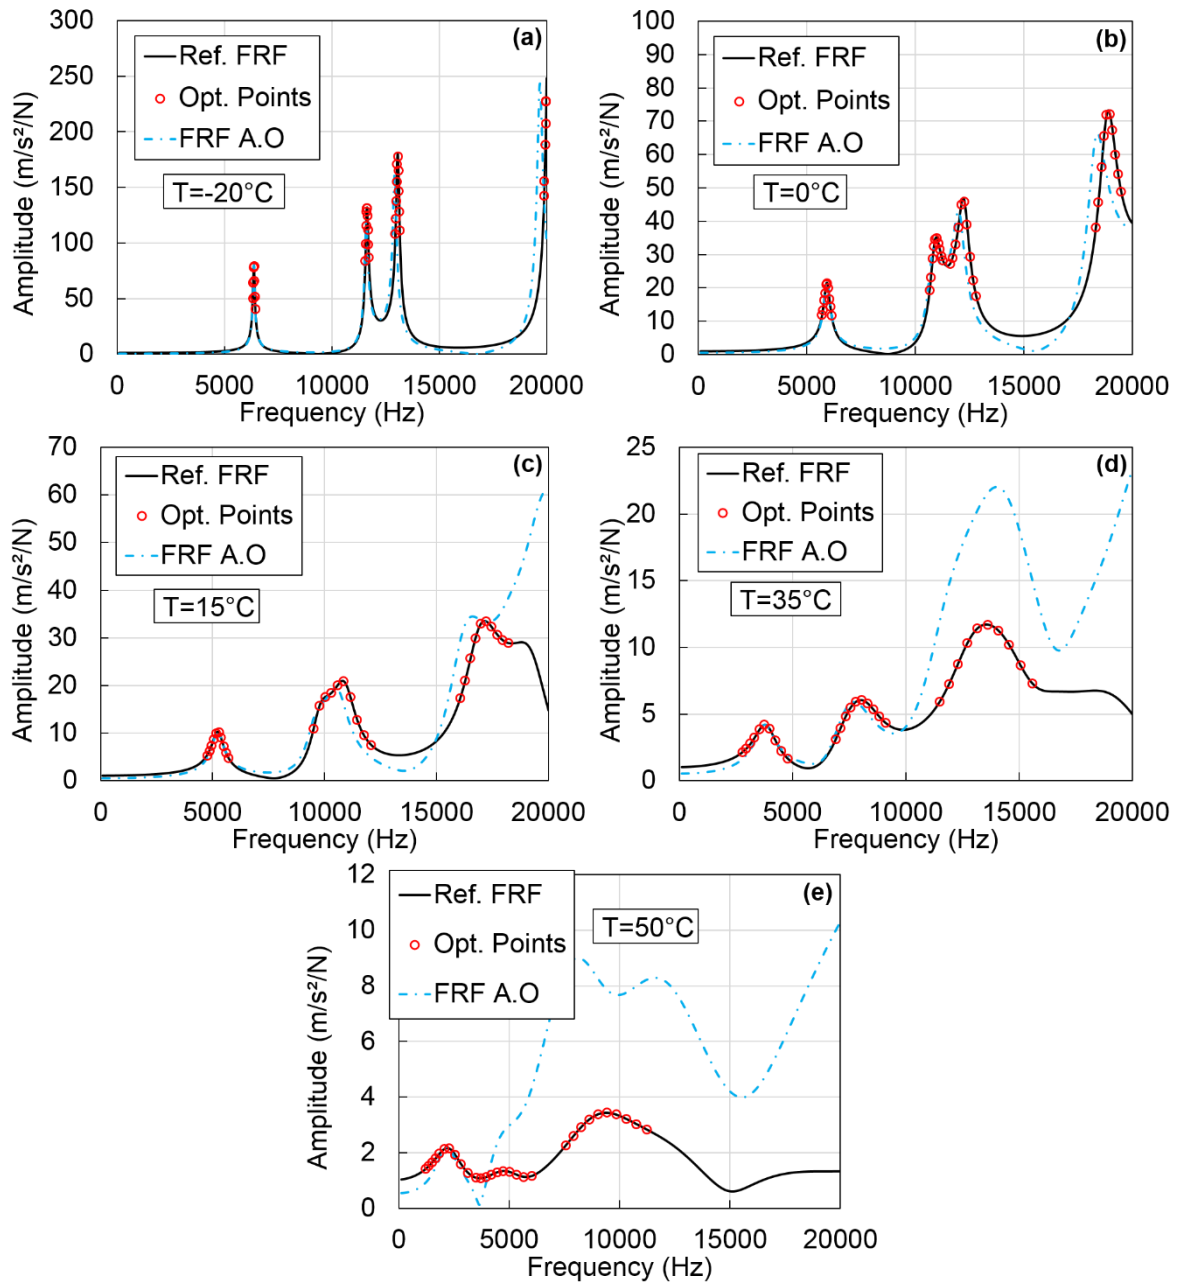 (a)
Amplitude (m/s²/N)
300
250
200
150
100
50
0
Ref. FRF
Opt. Points
FRF A.O
T=-20°C
0 5000 10000 15000 20000
Frequency (Hz)
(b)
Amplitude (m/s²/N)
100
90
80
70
60
50
40
30
20
10
0
Ref. FRF
Opt. Points
FRF A.O
T=0°C
0 5000 10000 15000 20000
Frequency (Hz)
(c)
Amplitude (m/s²/N)
70
60
50
40
30
20
10
0
Ref. FRF
Opt. Points
FRF A.O
T=15°C
0 5000 10000 15000 20000
Frequency (Hz)
(d)
Amplitude (m/s²/N)
25
20
15
10
5
0
Ref. FRF
Opt. Points
FRF A.O
T=35°C
0 5000 10000 15000 20000
Frequency (Hz)
(e)
Amplitude (m/s²/N)
12
10
8
6
4
2
0
Ref. FRF
Opt. Points
FRF A.O
T=50°C
0 5000 10000 15000 20000
Frequency (Hz)